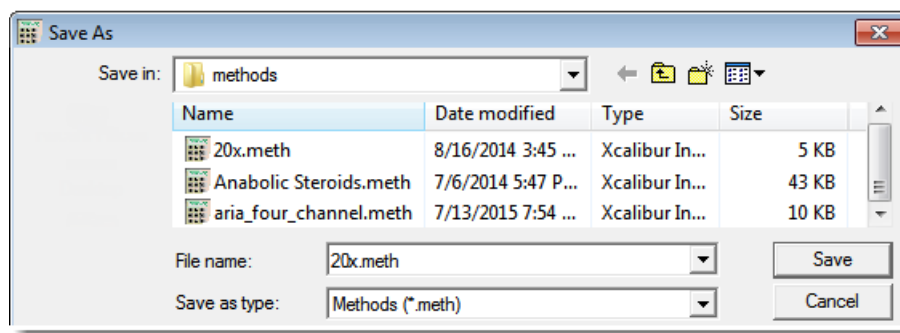 Save As
Save in: methods
Name Date modified Type Size
20x.meth 8/16/2014 3:45 ... Xcalibur In... 5 KB
Anabolic Steroids.meth 7/6/2014 5:47 P... Xcalibur In... 43 KB
aria_four_channel.meth 7/13/2015 7:54 ... Xcalibur In... 10 KB
File name: 20x.meth Save
Save as type: Methods (*.meth) Cancel